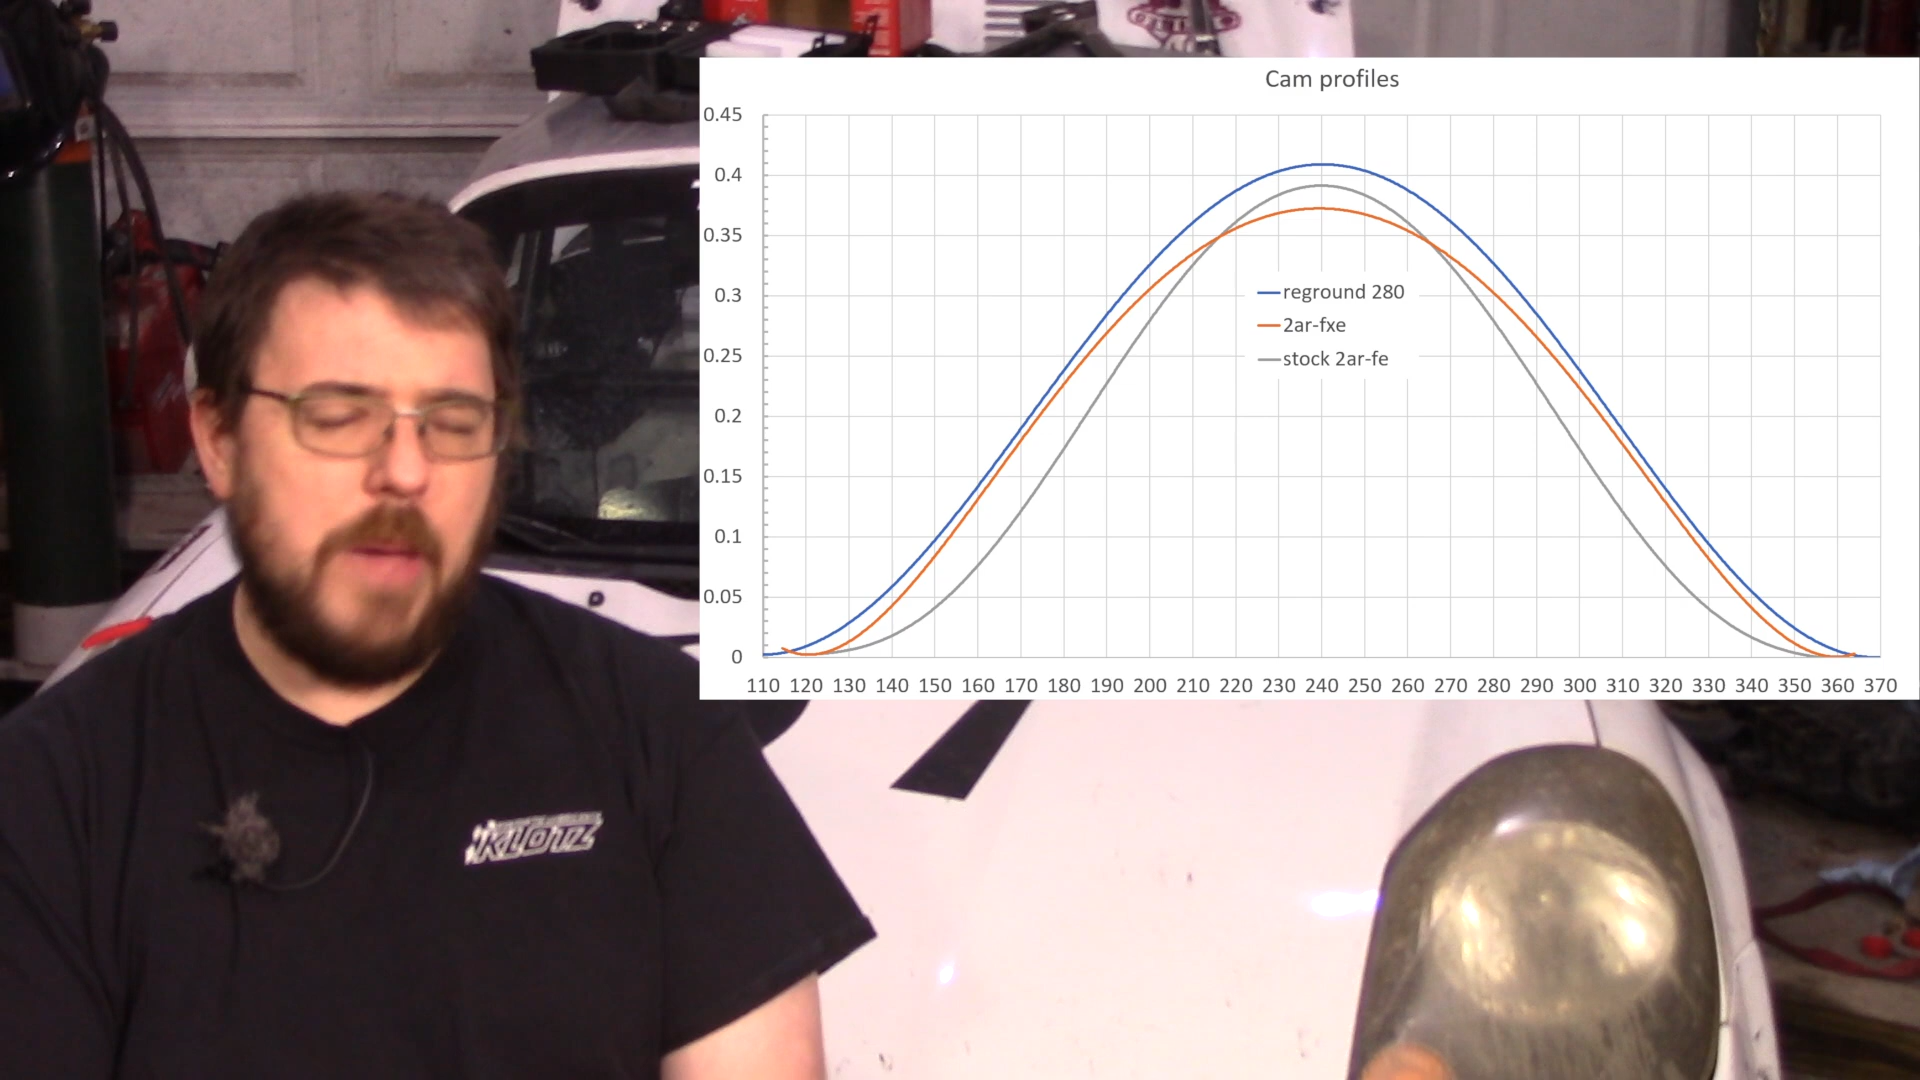 Cam profiles
0.45
0.4
0.35
0.3
0.25
0.2
0.15
0.1
0.05
0
reground 280
2ar-fxe
stock 2ar-fe
110 120 130 140 150 160 170 180 190 200 210 220 230 240 250 260 270 280 290 300 310 320 330 340 350 360 370
KLOTZ